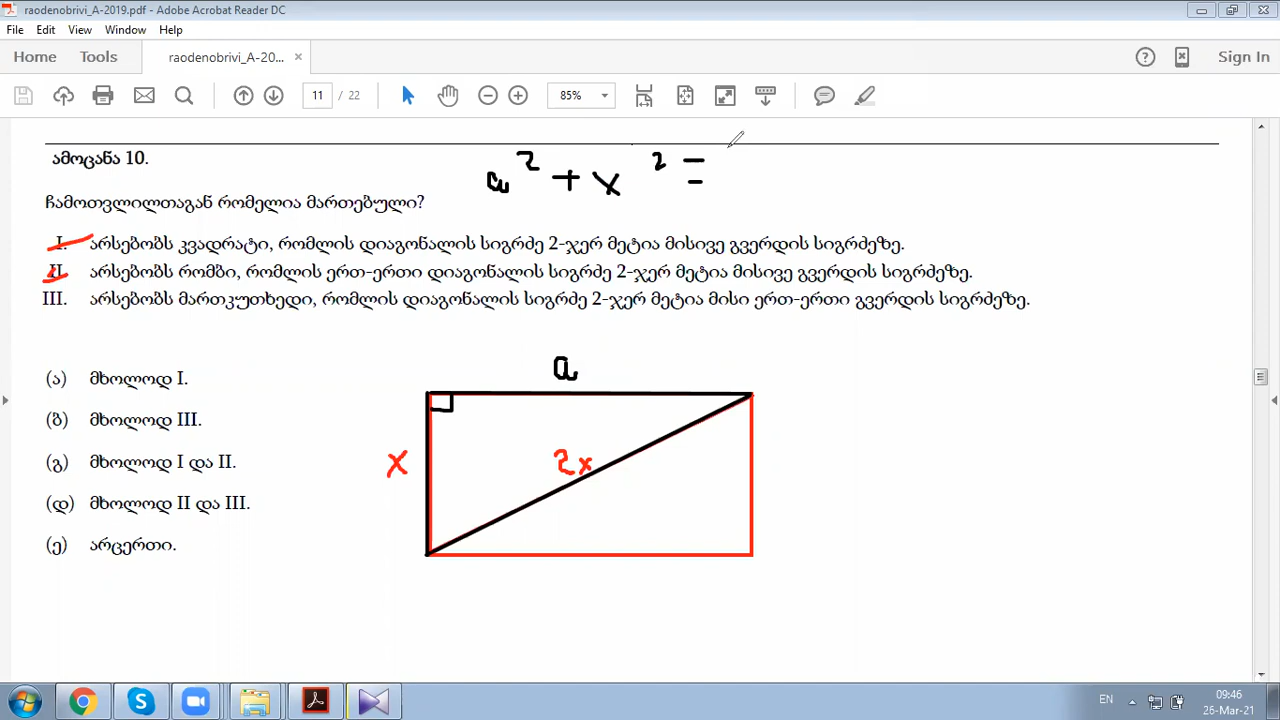 raodenobrivi_A-2019.pdf - Adobe Acrobat Reader DC
File Edit View Window Help
Home Tools raodenobrivi_A-20... × Sign In
11 / 22 85%
ამოცანა 10.
a² + x² =
ჩამოთვლილთაგან რომელია მართებული?
I. არსებობს კვადრატი, რომლის დიაგონალის სიგრძე 2-ჯერ მეტია მისივე გვერდის სიგრძეზე.
II. არსებობს რომბი, რომლის ერთ-ერთი დიაგონალის სიგრძე 2-ჯერ მეტია მისივე გვერდის სიგრძეზე.
III. არსებობს მართკუთხედი, რომლის დიაგონალის სიგრძე 2-ჯერ მეტია მისი ერთ-ერთი გვერდის სიგრძეზე.
a
(ა) მხოლოდ I.
(ბ) მხოლოდ III.
(გ) მხოლოდ I და II.
x 2x
(დ) მხოლოდ II და III.
(ე) არცერთი.
EN 09:46
26-Mar-21